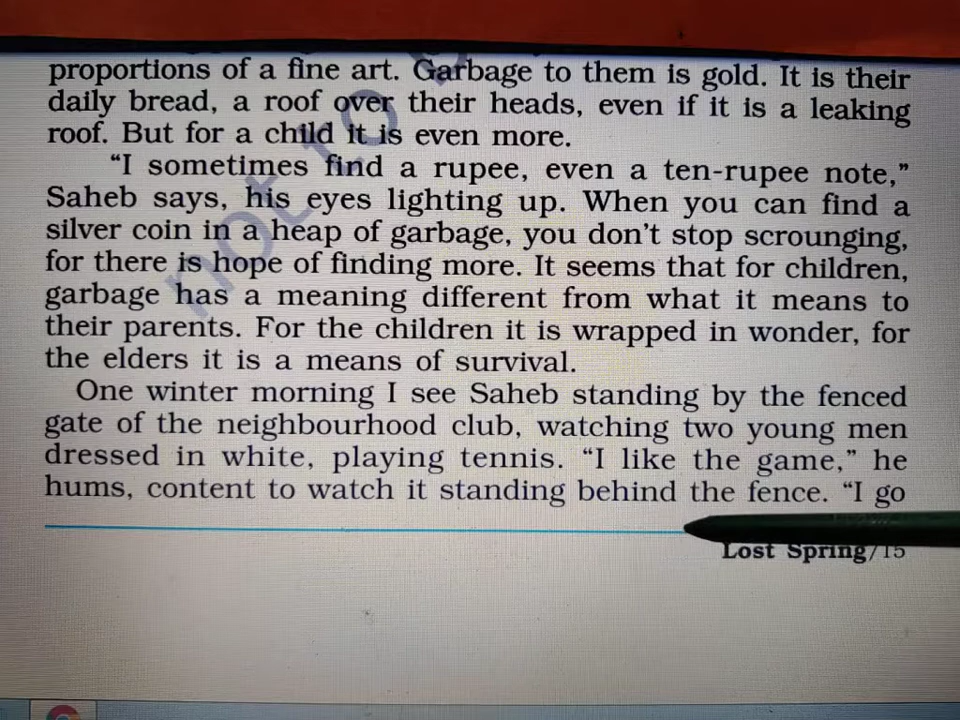 proportions of a fine art. Garbage to them is gold. It is their
daily bread, a roof over their heads, even if it is a leaking
roof. But for a child it is even more.
“I sometimes find a rupee, even a ten-rupee note,”
Saheb says, his eyes lighting up. When you can find a
silver coin in a heap of garbage, you don’t stop scrounging,
for there is hope of finding more. It seems that for children,
garbage has a meaning different from what it means to
their parents. For the children it is wrapped in wonder, for
the elders it is a means of survival.
One winter morning I see Saheb standing by the fenced
gate of the neighbourhood club, watching two young men
dressed in white, playing tennis. “I like the game,” he
hums, content to watch it standing behind the fence. “I go
Lost Spring/15
not to